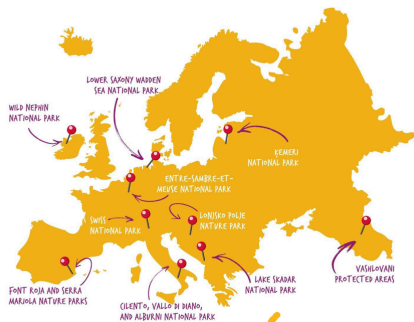 LOWER SAXONY WADDEN
SEA NATIONAL PARK
WILD NEPHIN
NATIONAL PARK
KEMERI
NATIONAL PARK
ENTRE-SAMBRE-ET-
MEUSE NATIONAL PARK
SWISS
NATIONAL PARK
LONJSKO POLJE
NATURE PARK
VASHLOVANI
PROTECTED AREAS
FONT ROJA AND SERRA
MARIOLA NATURE PARKS
LAKE SKADAR
NATIONAL PARK
CILENTO, VALLO DI DIANO,
AND ALBURNI NATIONAL PARK